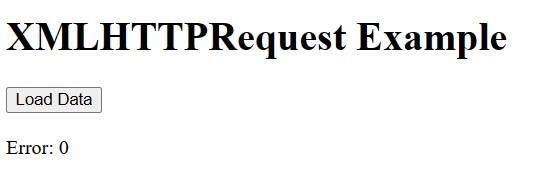 XMLHTTPRequest Example
Load Data
Error: 0